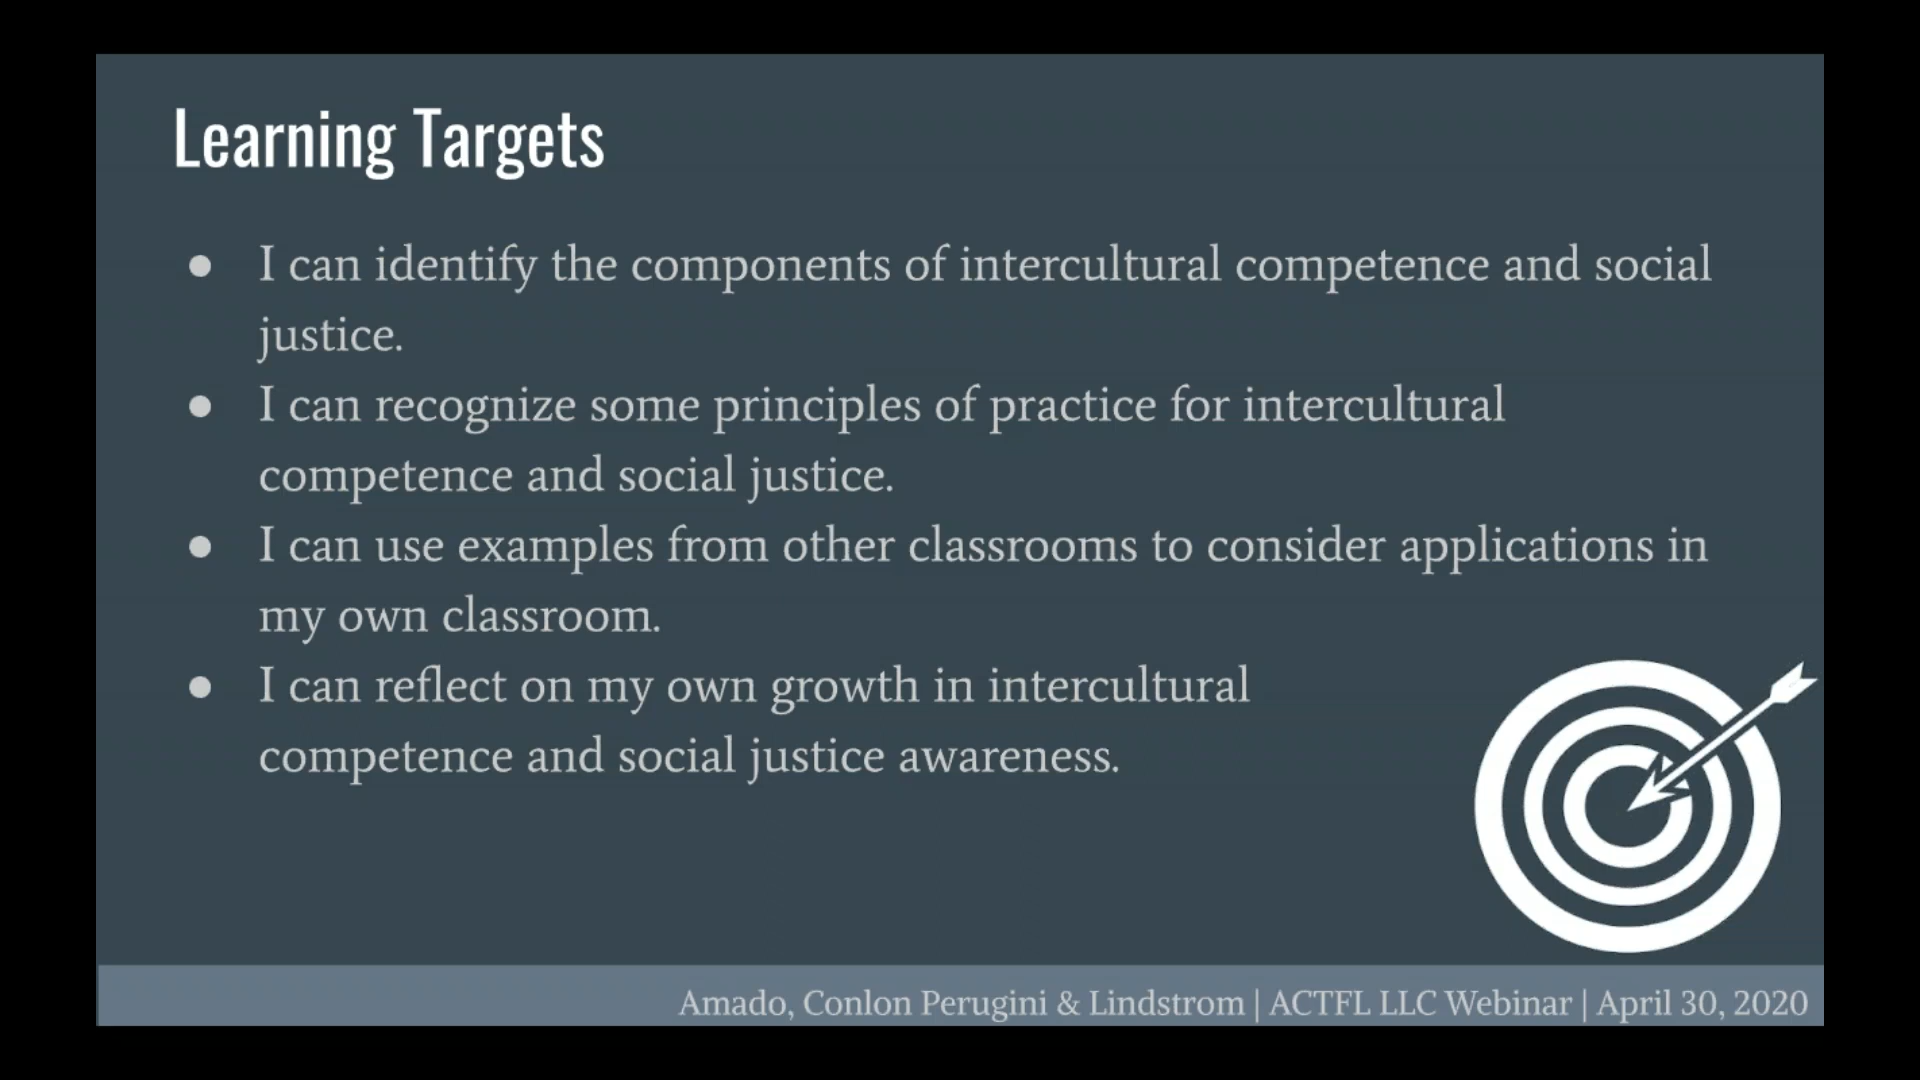 Learning Targets
● I can identify the components of intercultural competence and social
justice.
● I can recognize some principles of practice for intercultural
competence and social justice.
● I can use examples from other classrooms to consider applications in
my own classroom.
● I can reflect on my own growth in intercultural
competence and social justice awareness.
Amado, Conlon Perugini & Lindstrom | ACTFL LLC Webinar | April 30, 2020